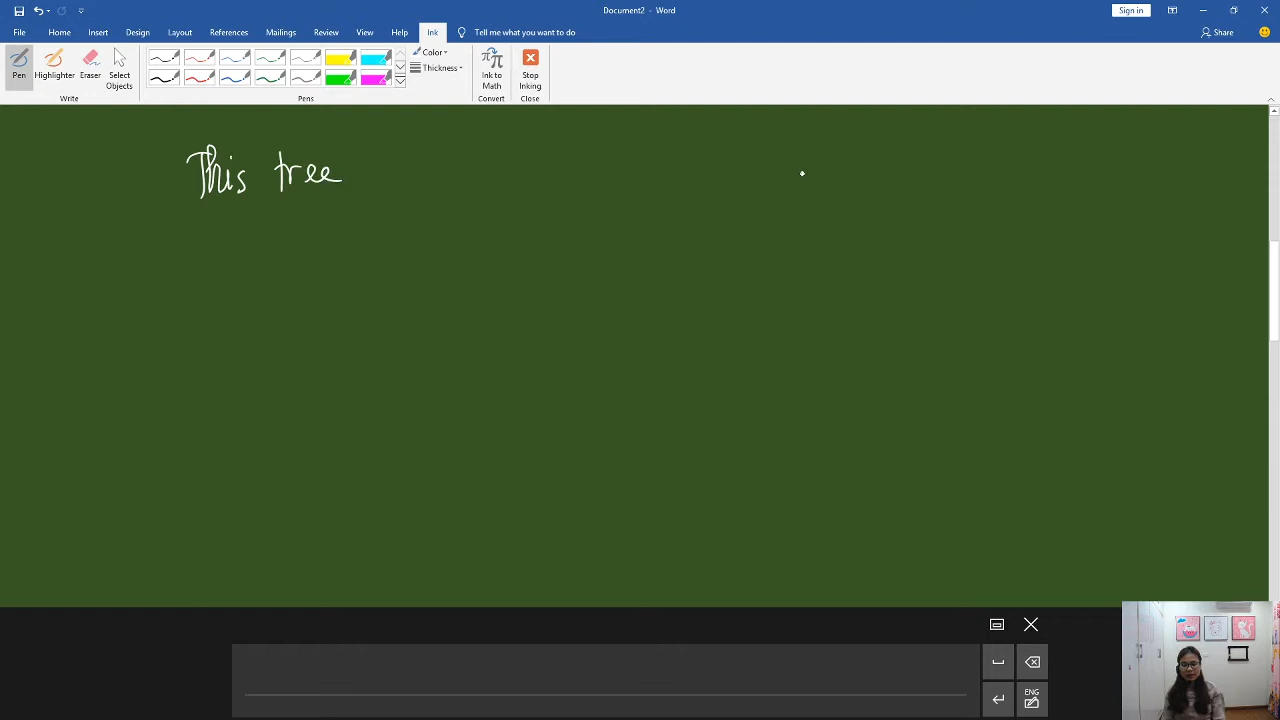 Document2 - Word
Sign in
File Home Insert Design Layout References Mailings Review View Help Ink Tell me what you want to do Share
Color
Thickness
Pen Highlighter Eraser Select Objects
Ink to Math
Stop Inking
Write Pens Convert Close
This tree
ENG